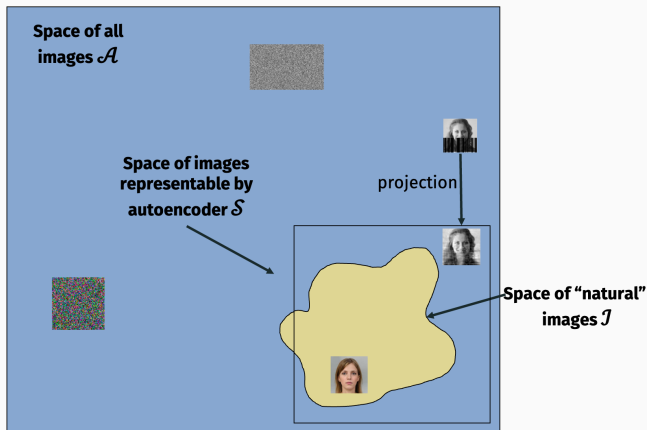 Space of all
images 𝒜
Space of images
representable by
autoencoder 𝒮
projection
Space of “natural”
images ℐ